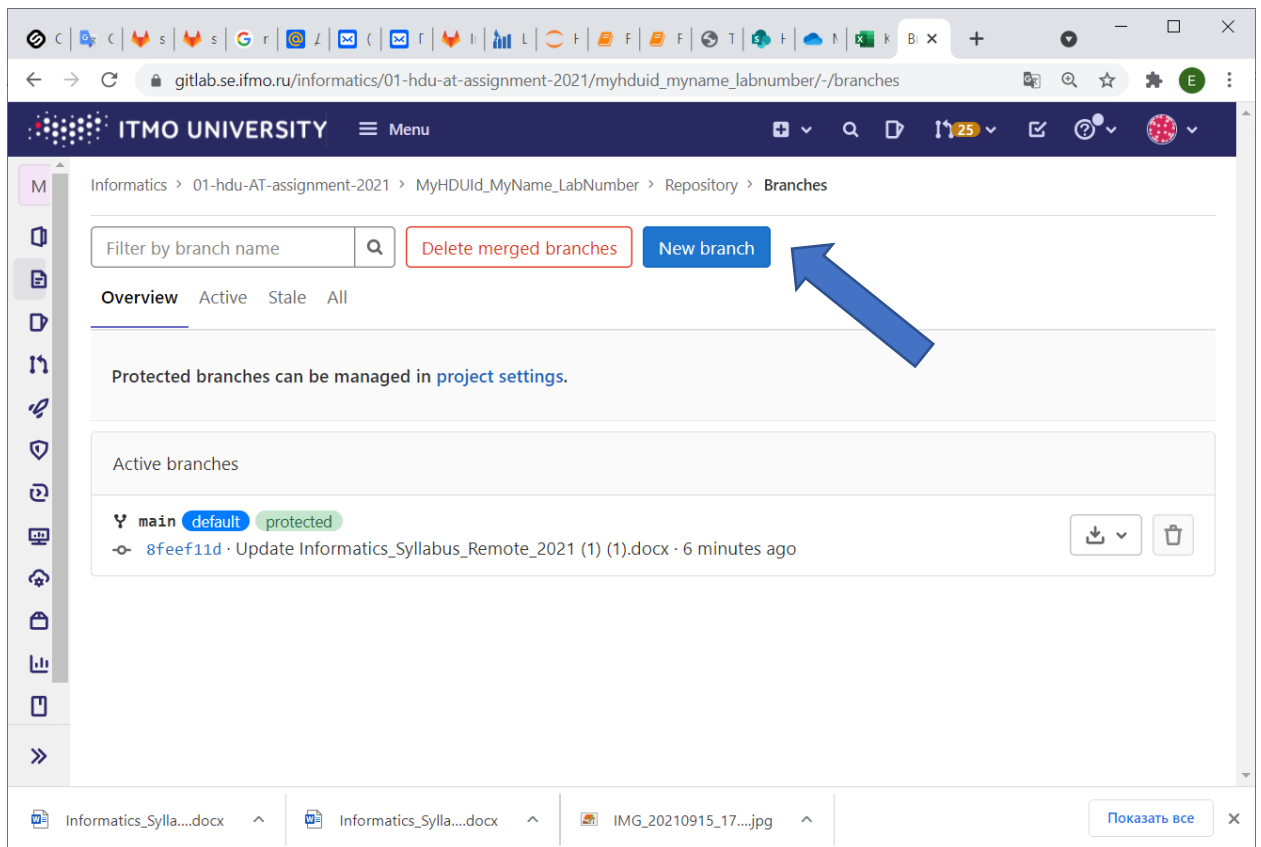 gitlab.se.ifmo.ru/informatics/01-hdu-at-assignment-2021/myhduid_myname_labnumber/-/branches
E
ITMO UNIVERSITY Menu 25
M
Informatics > 01-hdu-AT-assignment-2021 > MyHDUId_MyName_LabNumber > Repository > Branches
Filter by branch name Delete merged branches New branch
Overview Active Stale All
Protected branches can be managed in project settings.
Active branches
main default protected
8feef11d · Update Informatics_Syllabus_Remote_2021 (1) (1).docx · 6 minutes ago
Informatics_Sylla....docx Informatics_Sylla....docx IMG_20210915_17....jpg Показать все